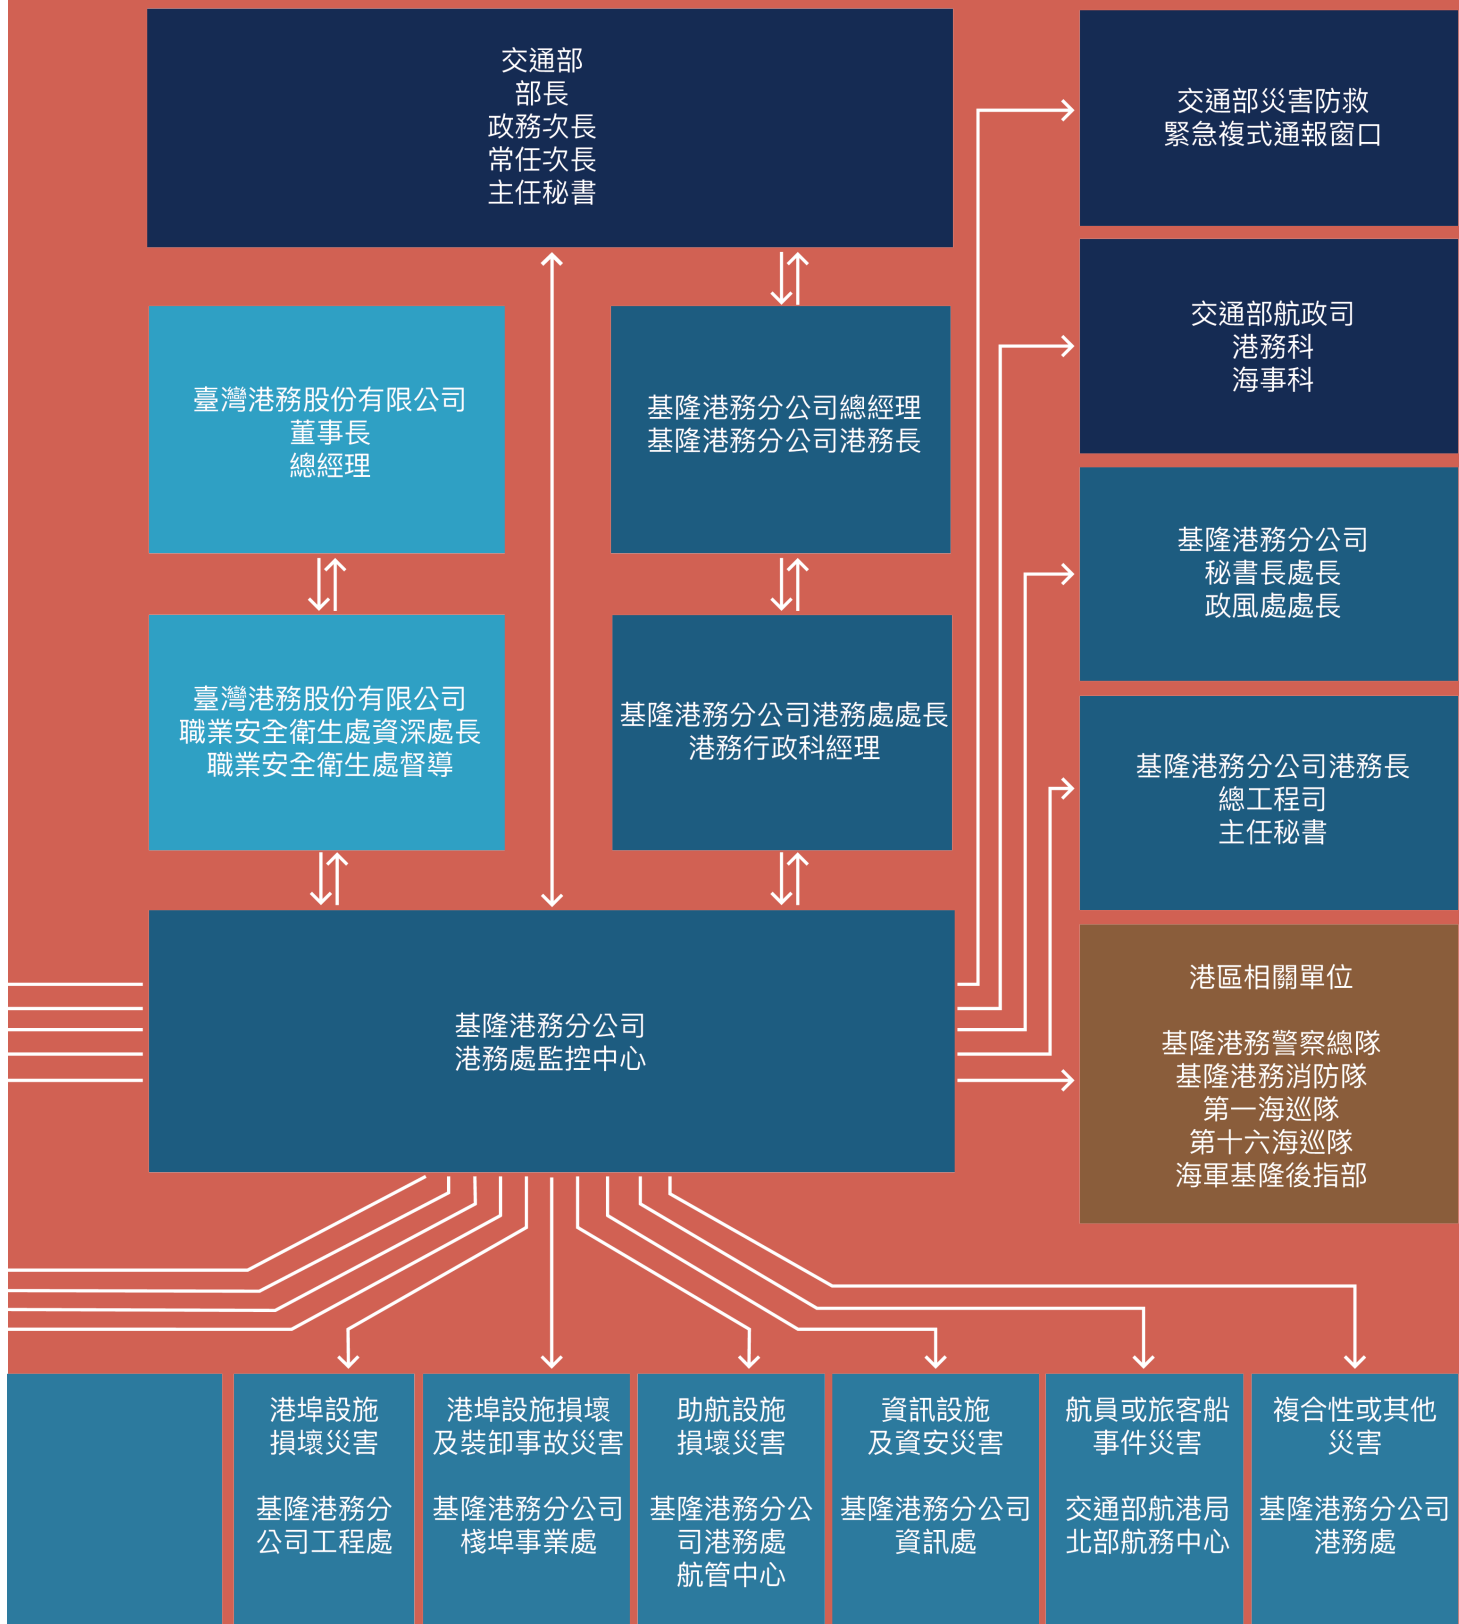 交通部
部長
政務次長
常任次長
主任秘書
交通部災害防救
緊急複式通報窗口
交通部航政司
港務科
海事科
臺灣港務股份有限公司
董事長
總經理
基隆港務分公司總經理
基隆港務分公司港務長
基隆港務分公司
秘書長處長
政風處處長
臺灣港務股份有限公司
職業安全衛生處資深處長
職業安全衛生處督導
基隆港務分公司港務處處長
港務行政科經理
基隆港務分公司港務長
總工程司
主任秘書
基隆港務分公司
港務處監控中心
港區相關單位
基隆港務警察總隊
基隆港務消防隊
第一海巡隊
第十六海巡隊
海軍基隆後指部
港埠設施
損壞災害
基隆港務分
公司工程處
港埠設施損壞
及裝卸事故災害
基隆港務分公司
棧埠事業處
助航設施
損壞災害
基隆港務分公
司港務處
航管中心
資訊設施
及資安災害
基隆港務分公司
資訊處
航員或旅客船
事件災害
交通部航港局
北部航務中心
複合性或其他
災害
基隆港務分公司
港務處